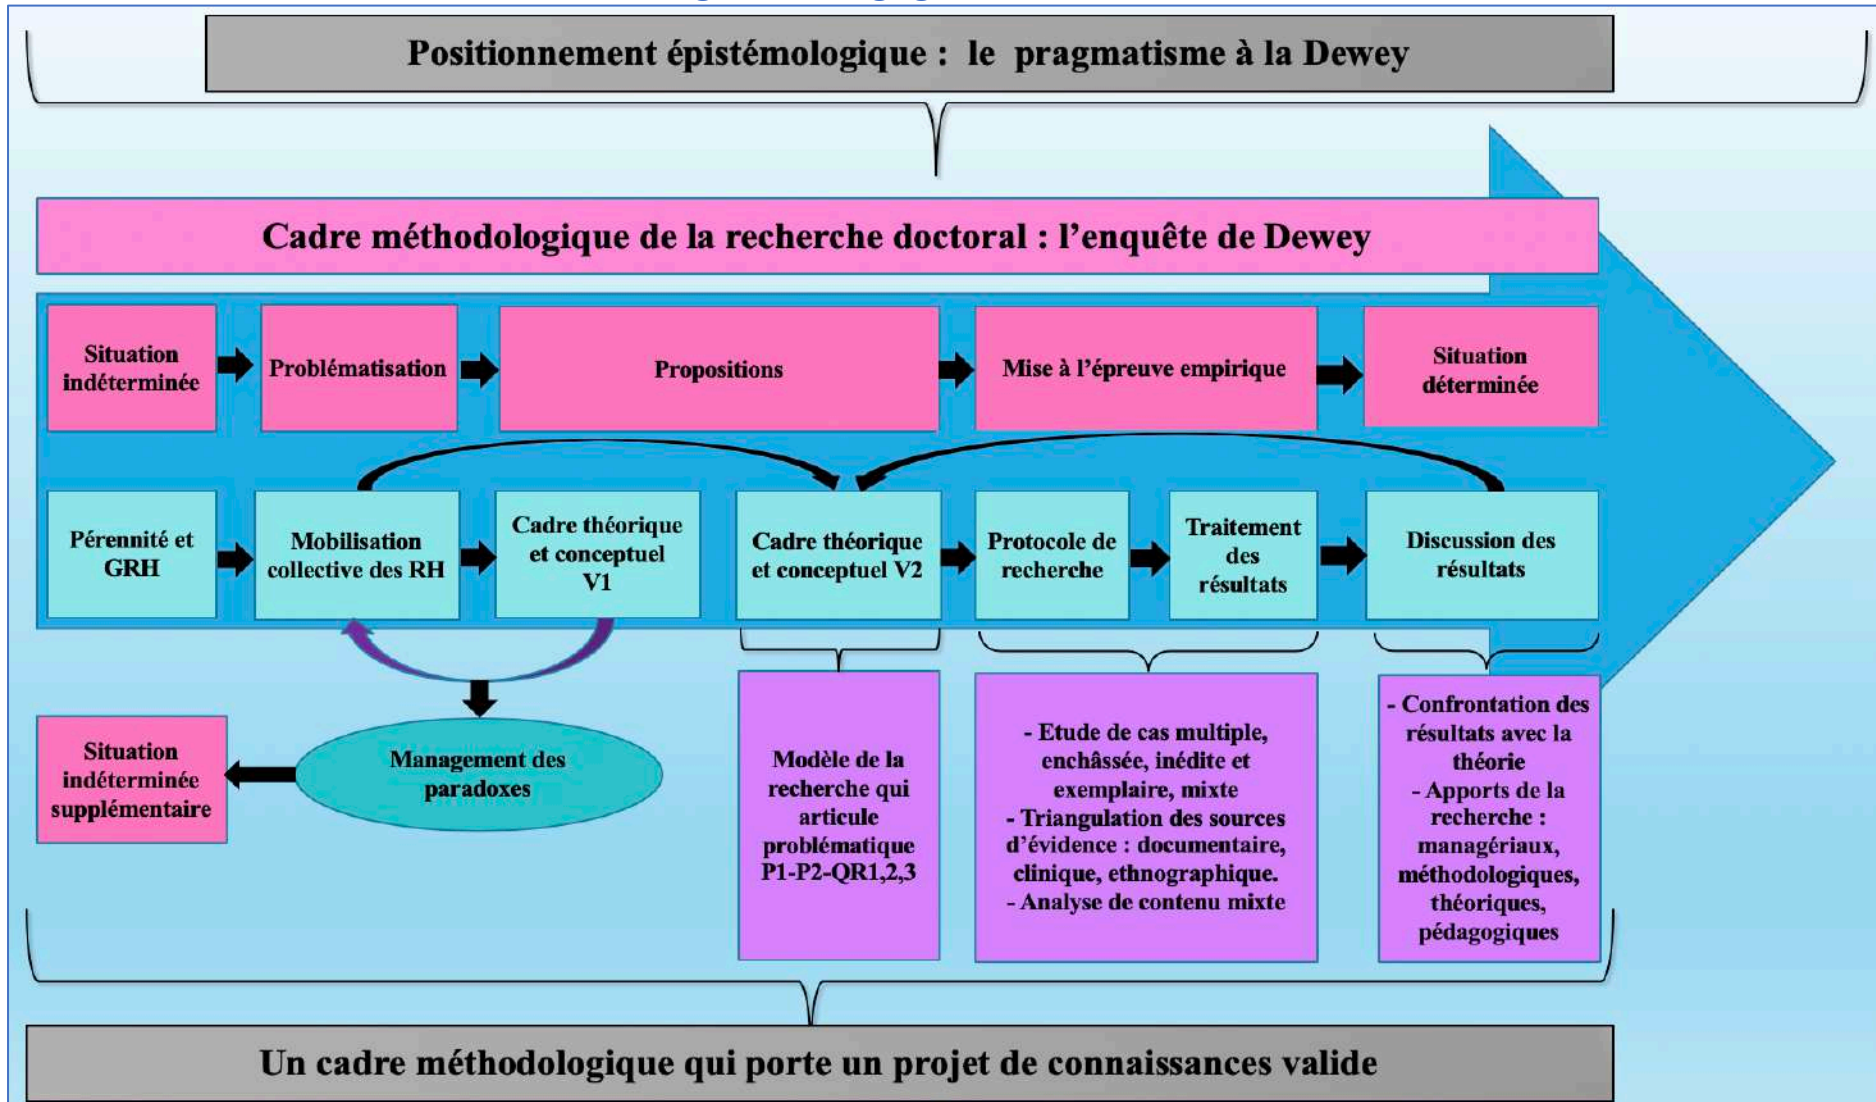 Positionnement épistémologique : le pragmatisme à la Dewey
Cadre méthodologique de la recherche doctoral : l’enquête de Dewey
Situation
indéterminée
Problématisation
Propositions
Mise à l’épreuve empirique
Situation
déterminée
Pérennité et
GRH
Mobilisation
collective des RH
Cadre théorique
et conceptuel
V1
Cadre théorique
et conceptuel V2
Protocole de
recherche
Traitement
des
résultats
Discussion des
résultats
Situation
indéterminée
supplémentaire
Management des
paradoxes
Modèle de la
recherche qui
articule
problématique
P1-P2-QR1,2,3
- Etude de cas multiple,
enchâssée, inédite et
exemplaire, mixte
- Triangulation des sources
d’évidence : documentaire,
clinique, ethnographique.
- Analyse de contenu mixte
- Confrontation des
résultats avec la
théorie
- Apports de la
recherche :
managériaux,
méthodologiques,
théoriques,
pédagogiques
Un cadre méthodologique qui porte un projet de connaissances valide